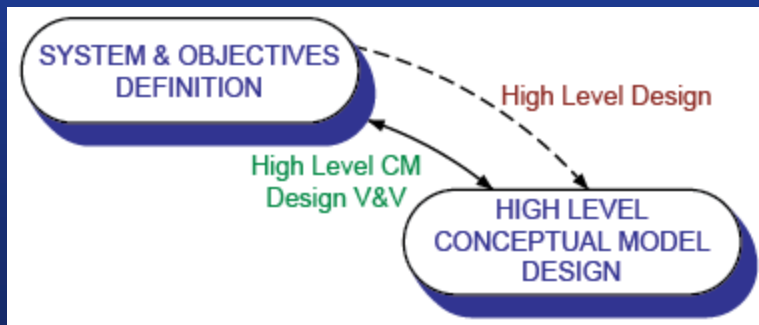 SYSTEM & OBJECTIVES
DEFINITION
High Level Design
High Level CM
Design V&V
HIGH LEVEL
CONCEPTUAL MODEL
DESIGN